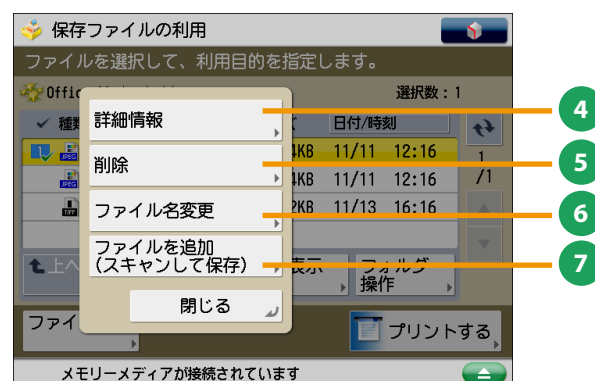 保存ファイルの利用
ファイルを選択して、利用目的を指定します。
選択数：1
日付/時刻
詳細情報
4
JPEG 4KB 11/11 12:16
1
/1
削除
5
JPEG 4KB 11/11 12:16
ファイル名変更
6
TIFF 2KB 11/13 16:16
ファイルを追加
(スキャンして保存)
7
上へ
表示
フォルダー
操作
閉じる
プリントする
メモリーメディアが接続されています